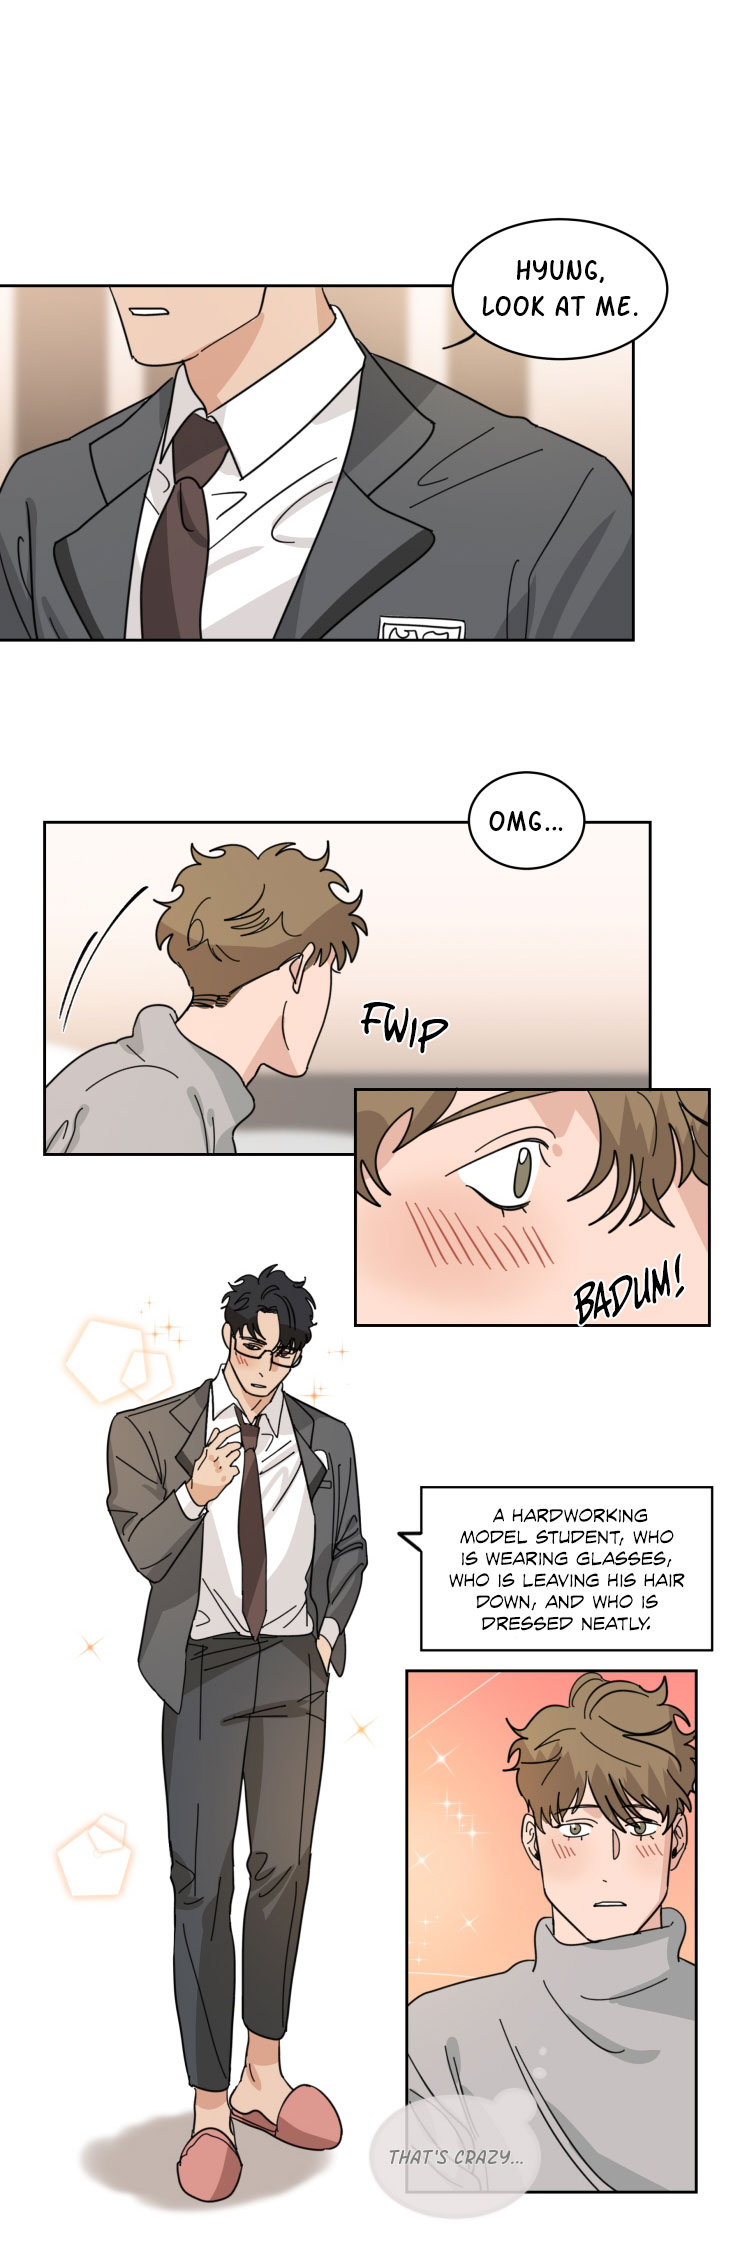 HYUNG,
LOOK AT ME.
OMG...
FWIP
BADUM!
A HARDWORKING
MODEL STUDENT, WHO
IS WEARING GLASSES,
WHO IS LEAVING HIS HAIR
DOWN, AND WHO IS
DRESSED NEATLY.
THAT'S CRAZY...